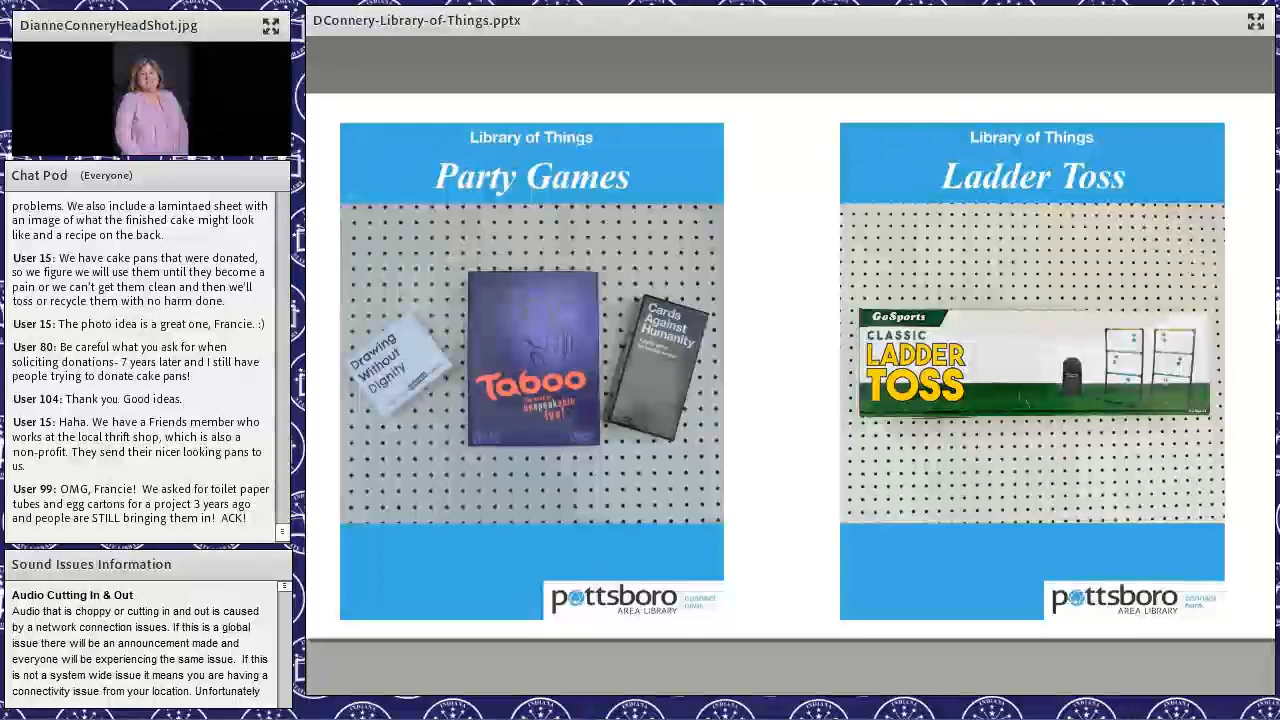 DianneConneryHeadShot.jpg
Chat Pod (Everyone)
problems. We also include a lamintaed sheet with
an image of what the finished cake might look
like and a recipe on the back.
User 15: We have cake pans that were donated,
so we figure we will use them until they become a
pain or we can't get them clean and then we'll
toss or recycle them with no harm done.
User 15: The photo idea is a great one, Francie. :)
User 80: Be careful what you ask for when
soliciting donations- 7 years later and I still have
people trying to donate cake pans!
User 104: Thank you. Good ideas.
User 15: Haha. We have a Friends member who
works at the local thrift shop, which is also a
non-profit. They send their nicer looking pans to
us.
User 99: OMG, Francie! We asked for toilet paper
tubes and egg cartons for a project 3 years ago
and people are STILL bringing them in! ACK!
Sound Issues Information
Audio Cutting In & Out
Audio that is choppy or cutting in and out is caused
by a network connection issues. If this is a global
issue there will be an announcement made and
everyone will be experiencing the same issue. If this
is not a system wide issue it means you are having a
connectivity issue from your location. Unfortunately
DConnery-Library-of-Things.pptx
Library of Things
Party Games
Drawing
Without
Dignity
Taboo
The game of
unspeakable
fun!
Cards
Against
Humanity
pottsboro
AREA LIBRARY
connect
Library of Things
Ladder Toss
GoSports
CLASSIC
LADDER
TOSS
GoSports
pottsboro
AREA LIBRARY
connect
here.
INDIANA